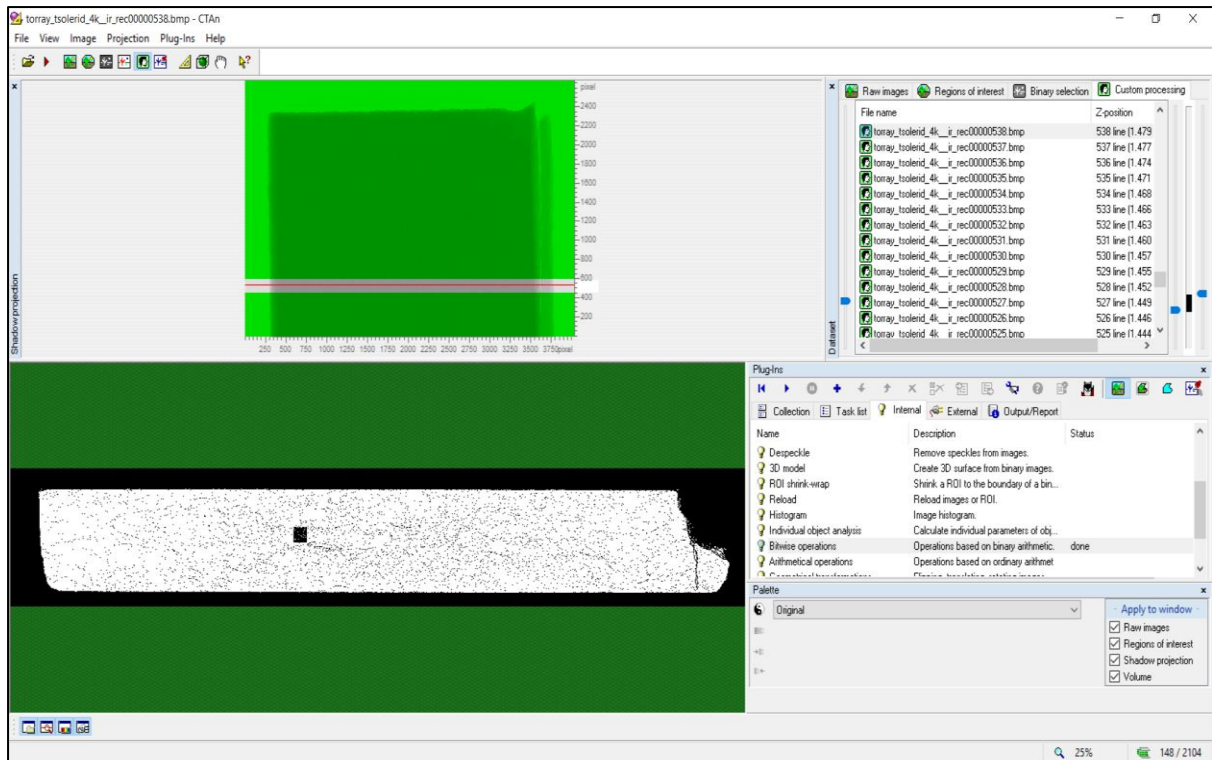 torray_tsolerid_4k__ir_rec00000538.bmp - CTAn
File View Image Projection Plug-Ins Help
Shadow projection
pixel
2400
2200
2000
1800
1600
1400
1200
1000
800
600
400
200
250 500 750 1000 1250 1500 1750 2000 2250 2500 2750 3000 3250 3500 3750 pixel
Dataset
Raw images Regions of interest Binary selection Custom processing
File name Z-position
torray_tsolerid_4k__ir_rec00000538.bmp 538 line (1.479
torray_tsolerid_4k__ir_rec00000537.bmp 537 line (1.477
torray_tsolerid_4k__ir_rec00000536.bmp 536 line (1.474
torray_tsolerid_4k__ir_rec00000535.bmp 535 line (1.471
torray_tsolerid_4k__ir_rec00000534.bmp 534 line (1.468
torray_tsolerid_4k__ir_rec00000533.bmp 533 line (1.466
torray_tsolerid_4k__ir_rec00000532.bmp 532 line (1.463
torray_tsolerid_4k__ir_rec00000531.bmp 531 line (1.460
torray_tsolerid_4k__ir_rec00000530.bmp 530 line (1.457
torray_tsolerid_4k__ir_rec00000529.bmp 529 line (1.455
torray_tsolerid_4k__ir_rec00000528.bmp 528 line (1.452
torray_tsolerid_4k__ir_rec00000527.bmp 527 line (1.449
torray_tsolerid_4k__ir_rec00000526.bmp 526 line (1.446
torray_tsolerid_4k__ir_rec00000525.bmp 525 line (1.444
Plug-Ins
Collection Task list Internal External Output/Report
Name Description Status
Despeckle Remove speckles from images.
3D model Create 3D surface from binary images.
ROI shrink-wrap Shrink a ROI to the boundary of a bin...
Reload Reload images or ROI.
Histogram Image histogram.
Individual object analysis Calculate individual parameters of obj...
Bitwise operations Operations based on binary arithmetic. done
Arithmetical operations Operations based on ordinary arithmet
Geometrical transformations Flipping, translating, rotating images
Palette
Original
Apply to window
Raw images
Regions of interest
Shadow projection
Volume
25% 148 / 2104